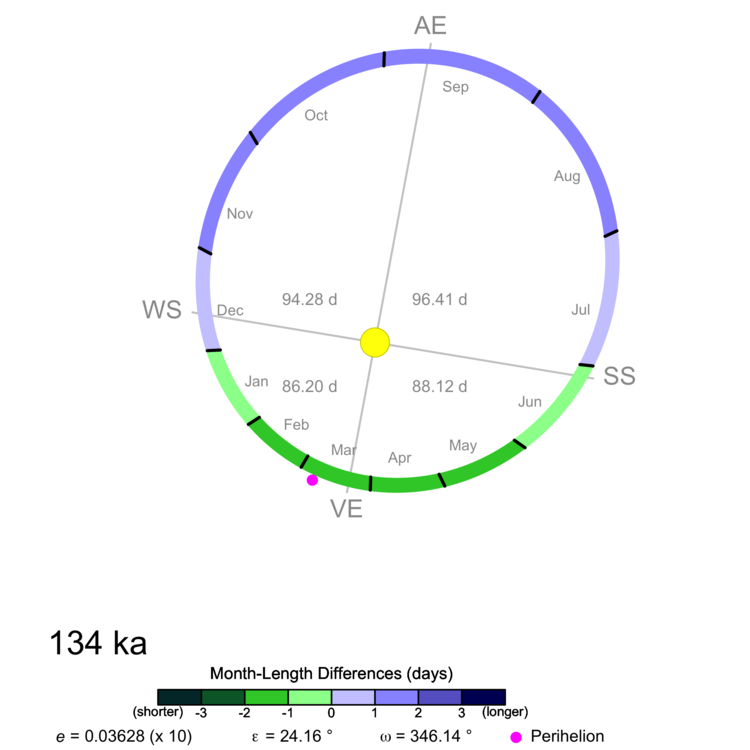 AE
Sep
Oct
Aug
Nov
94.28 d
96.41 d
WS
Dec
Jul
SS
Jan
86.20 d
88.12 d
Jun
Feb
Mar
Apr
May
VE
134 ka
Month-Length Differences (days)
(shorter) -3 -2 -1 0 1 2 3 (longer)
e = 0.03628 (x 10) ε = 24.16 ° ω = 346.14 ° Perihelion